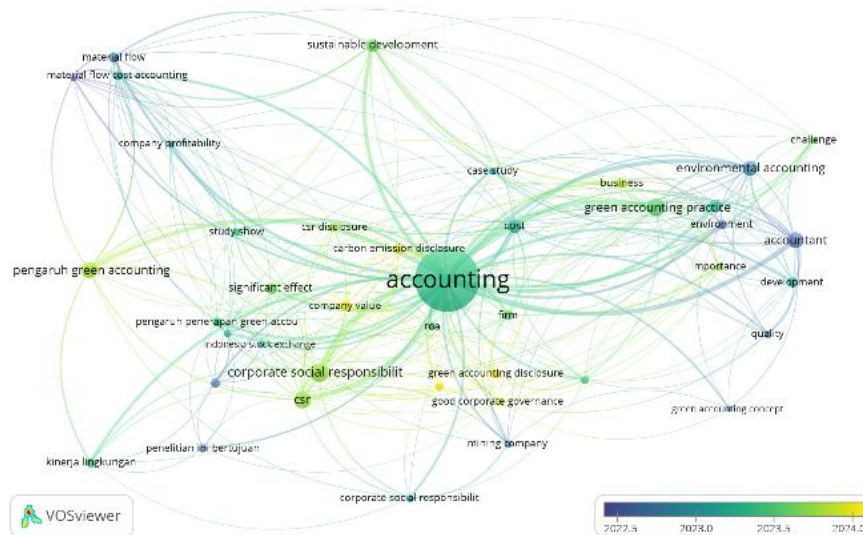 sustainable development
material flow
material flow cost accounting
company profitability
challenge
case study
environmental accounting
business
green accounting practice
cost
environment
study show
csr disclosure
accountant
carbon emission disclosure
pengaruh green accounting
mportance
accounting
development
significant effect
company value
firm
pengaruh penerapan green accou
roa
quality
indonesia stock exchange
corporate social responsibilit
green accounting disclosure
csr
good corporate governance
green accounting concept
mining company
penelitian ini bertujuan
kinerja lingkungan
corporate social responsibilit
VOSviewer
2022.5 2023.0 2023.5 2024.0